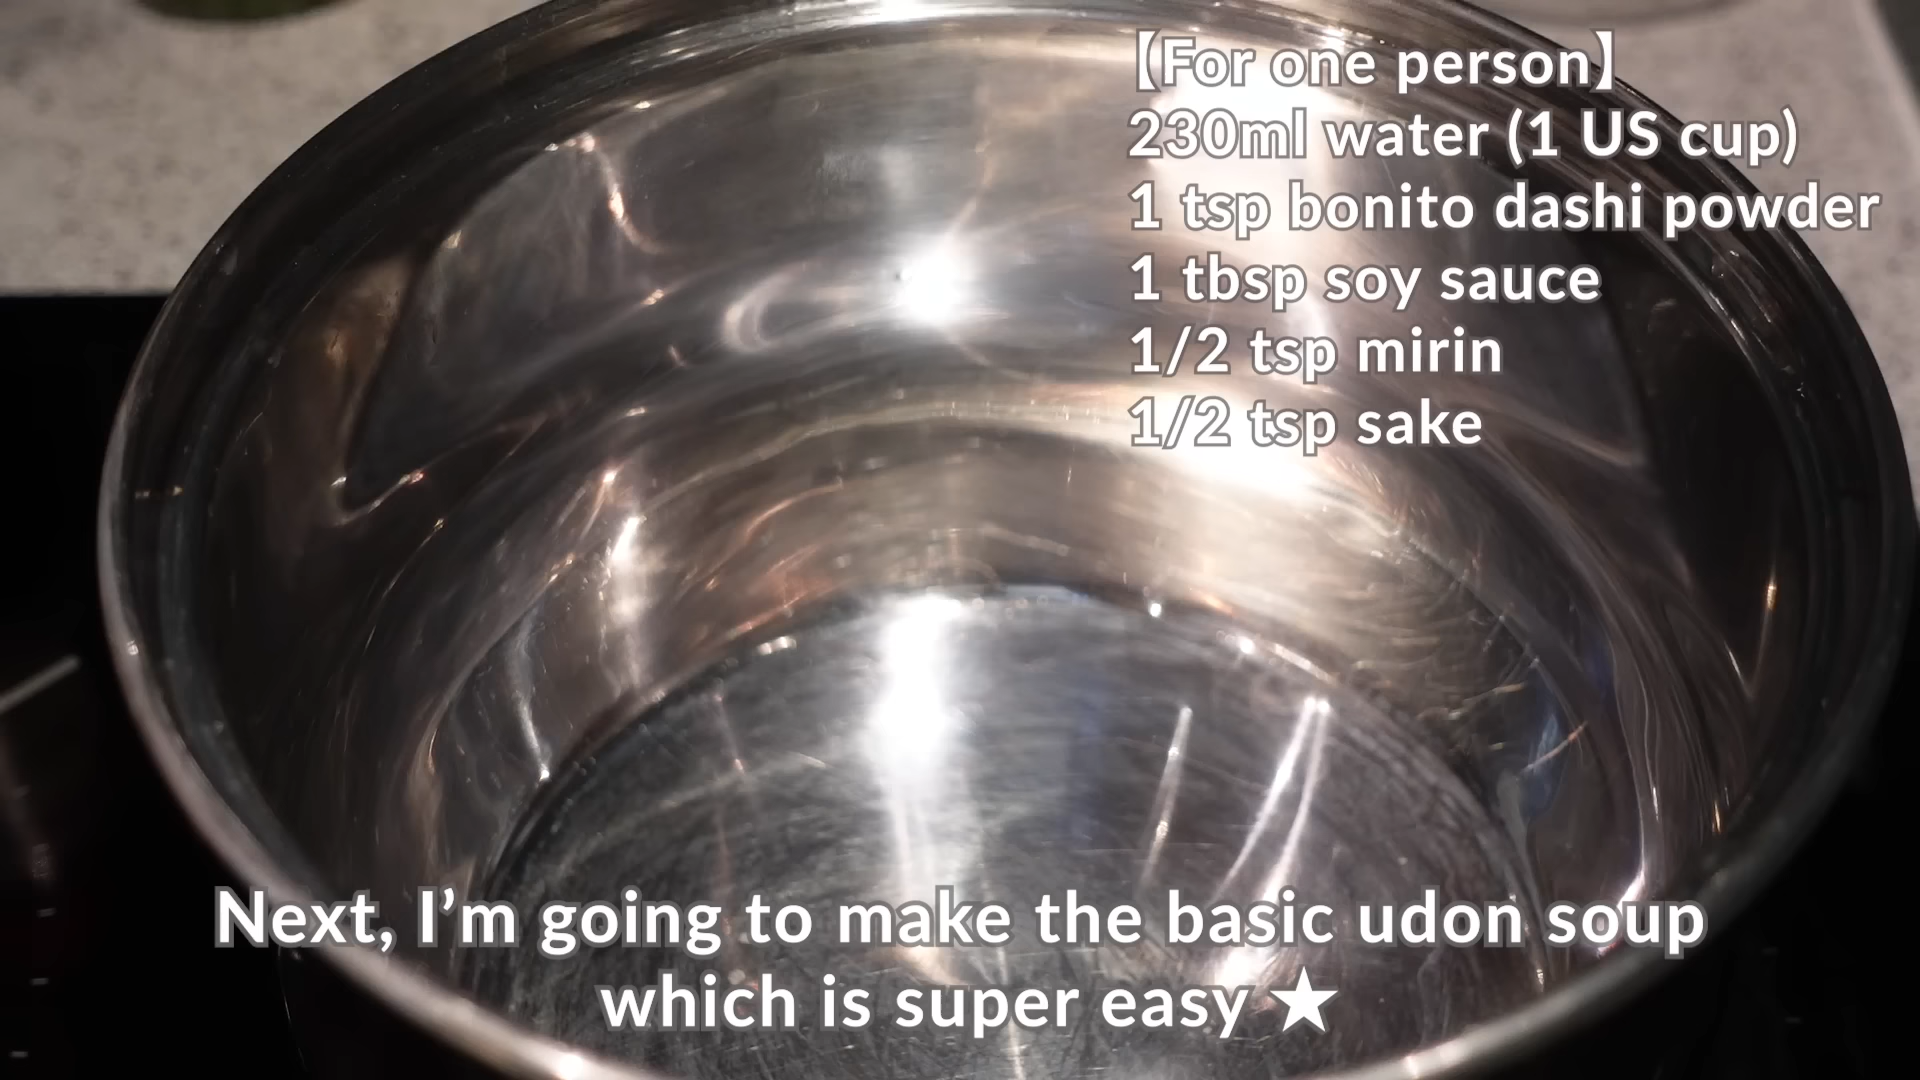 【For one person】
230ml water (1 US cup)
1 tsp bonito dashi powder
1 tbsp soy sauce
1/2 tsp mirin
1/2 tsp sake
Next, I’m going to make the basic udon soup
which is super easy ★